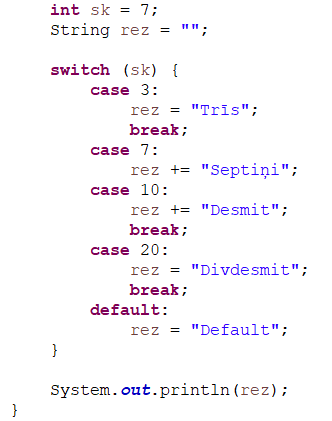 int sk = 7;
String rez = "";
switch (sk) {
case 3:
rez = "Trīs";
break;
case 7:
rez += "Septiņi";
case 10:
rez += "Desmit";
break;
case 20:
rez = "Divdesmit";
break;
default:
rez = "Default";
}
System.out.println(rez);
}